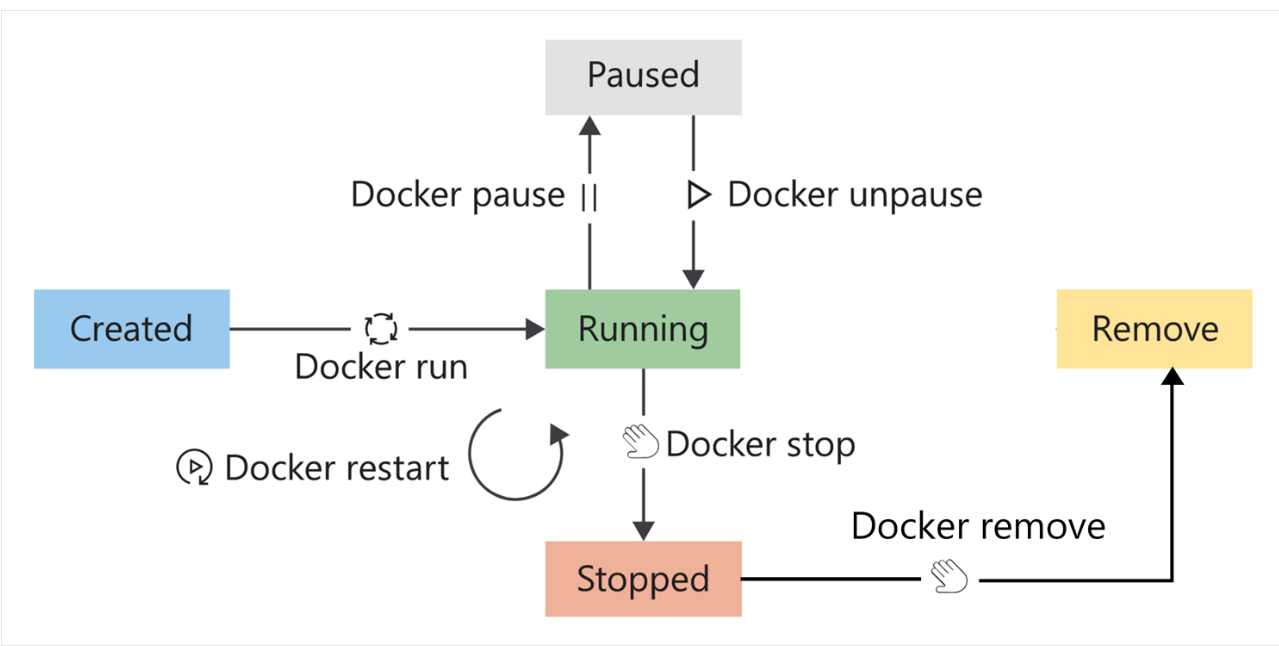 Paused
Docker pause
Docker unpause
Created
Running
Remove
Docker run
Docker restart
Docker stop
Docker remove
Stopped